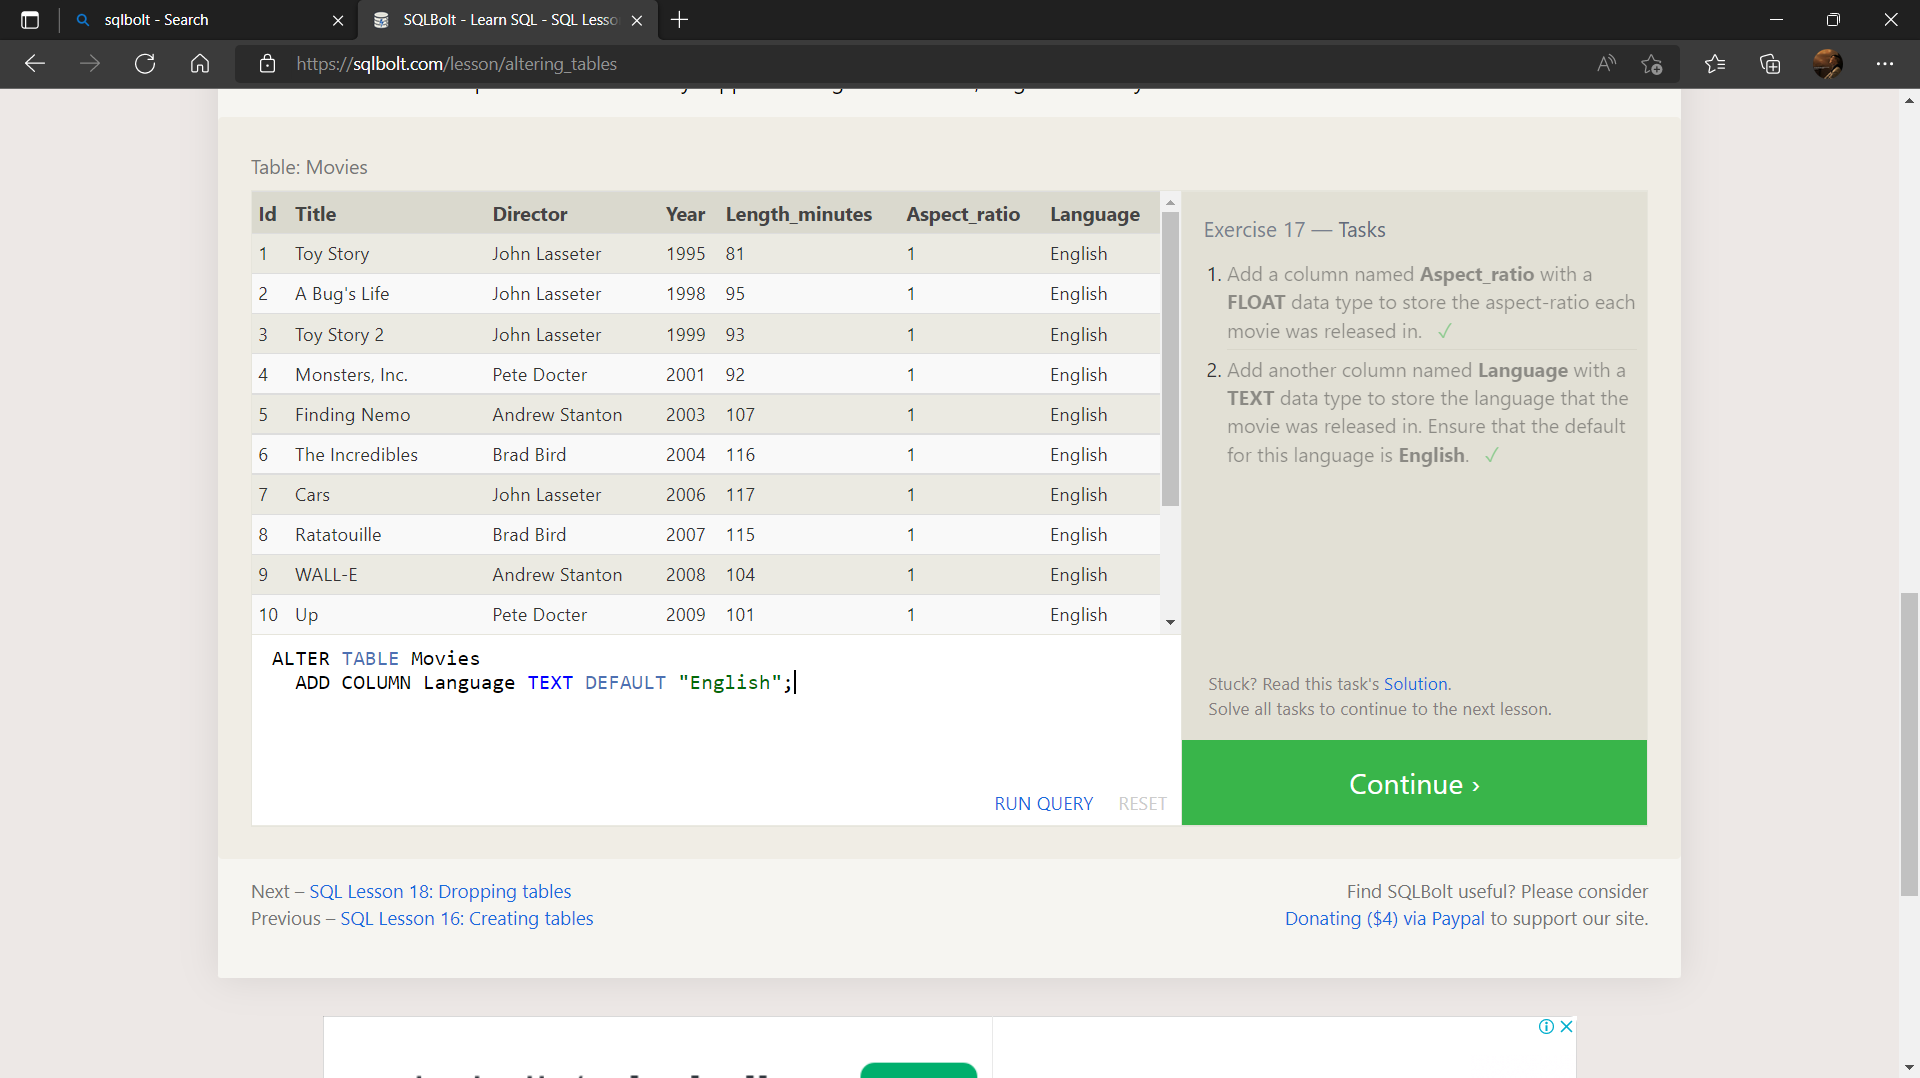 sqlbolt - Search
SQLBolt - Learn SQL - SQL Lesso
https://sqlbolt.com/lesson/altering_tables
Table: Movies
Id Title Director Year Length_minutes Aspect_ratio Language
1 Toy Story John Lasseter 1995 81 1 English
2 A Bug's Life John Lasseter 1998 95 1 English
3 Toy Story 2 John Lasseter 1999 93 1 English
4 Monsters, Inc. Pete Docter 2001 92 1 English
5 Finding Nemo Andrew Stanton 2003 107 1 English
6 The Incredibles Brad Bird 2004 116 1 English
7 Cars John Lasseter 2006 117 1 English
8 Ratatouille Brad Bird 2007 115 1 English
9 WALL-E Andrew Stanton 2008 104 1 English
10 Up Pete Docter 2009 101 1 English
ALTER TABLE Movies
ADD COLUMN Language TEXT DEFAULT "English";
RUN QUERY RESET
Exercise 17 — Tasks
1. Add a column named Aspect_ratio with a
FLOAT data type to store the aspect-ratio each
movie was released in. ✓
2. Add another column named Language with a
TEXT data type to store the language that the
movie was released in. Ensure that the default
for this language is English. ✓
Stuck? Read this task's Solution.
Solve all tasks to continue to the next lesson.
Continue ›
Next – SQL Lesson 18: Dropping tables
Previous – SQL Lesson 16: Creating tables
Find SQLBolt useful? Please consider
Donating ($4) via Paypal to support our site.